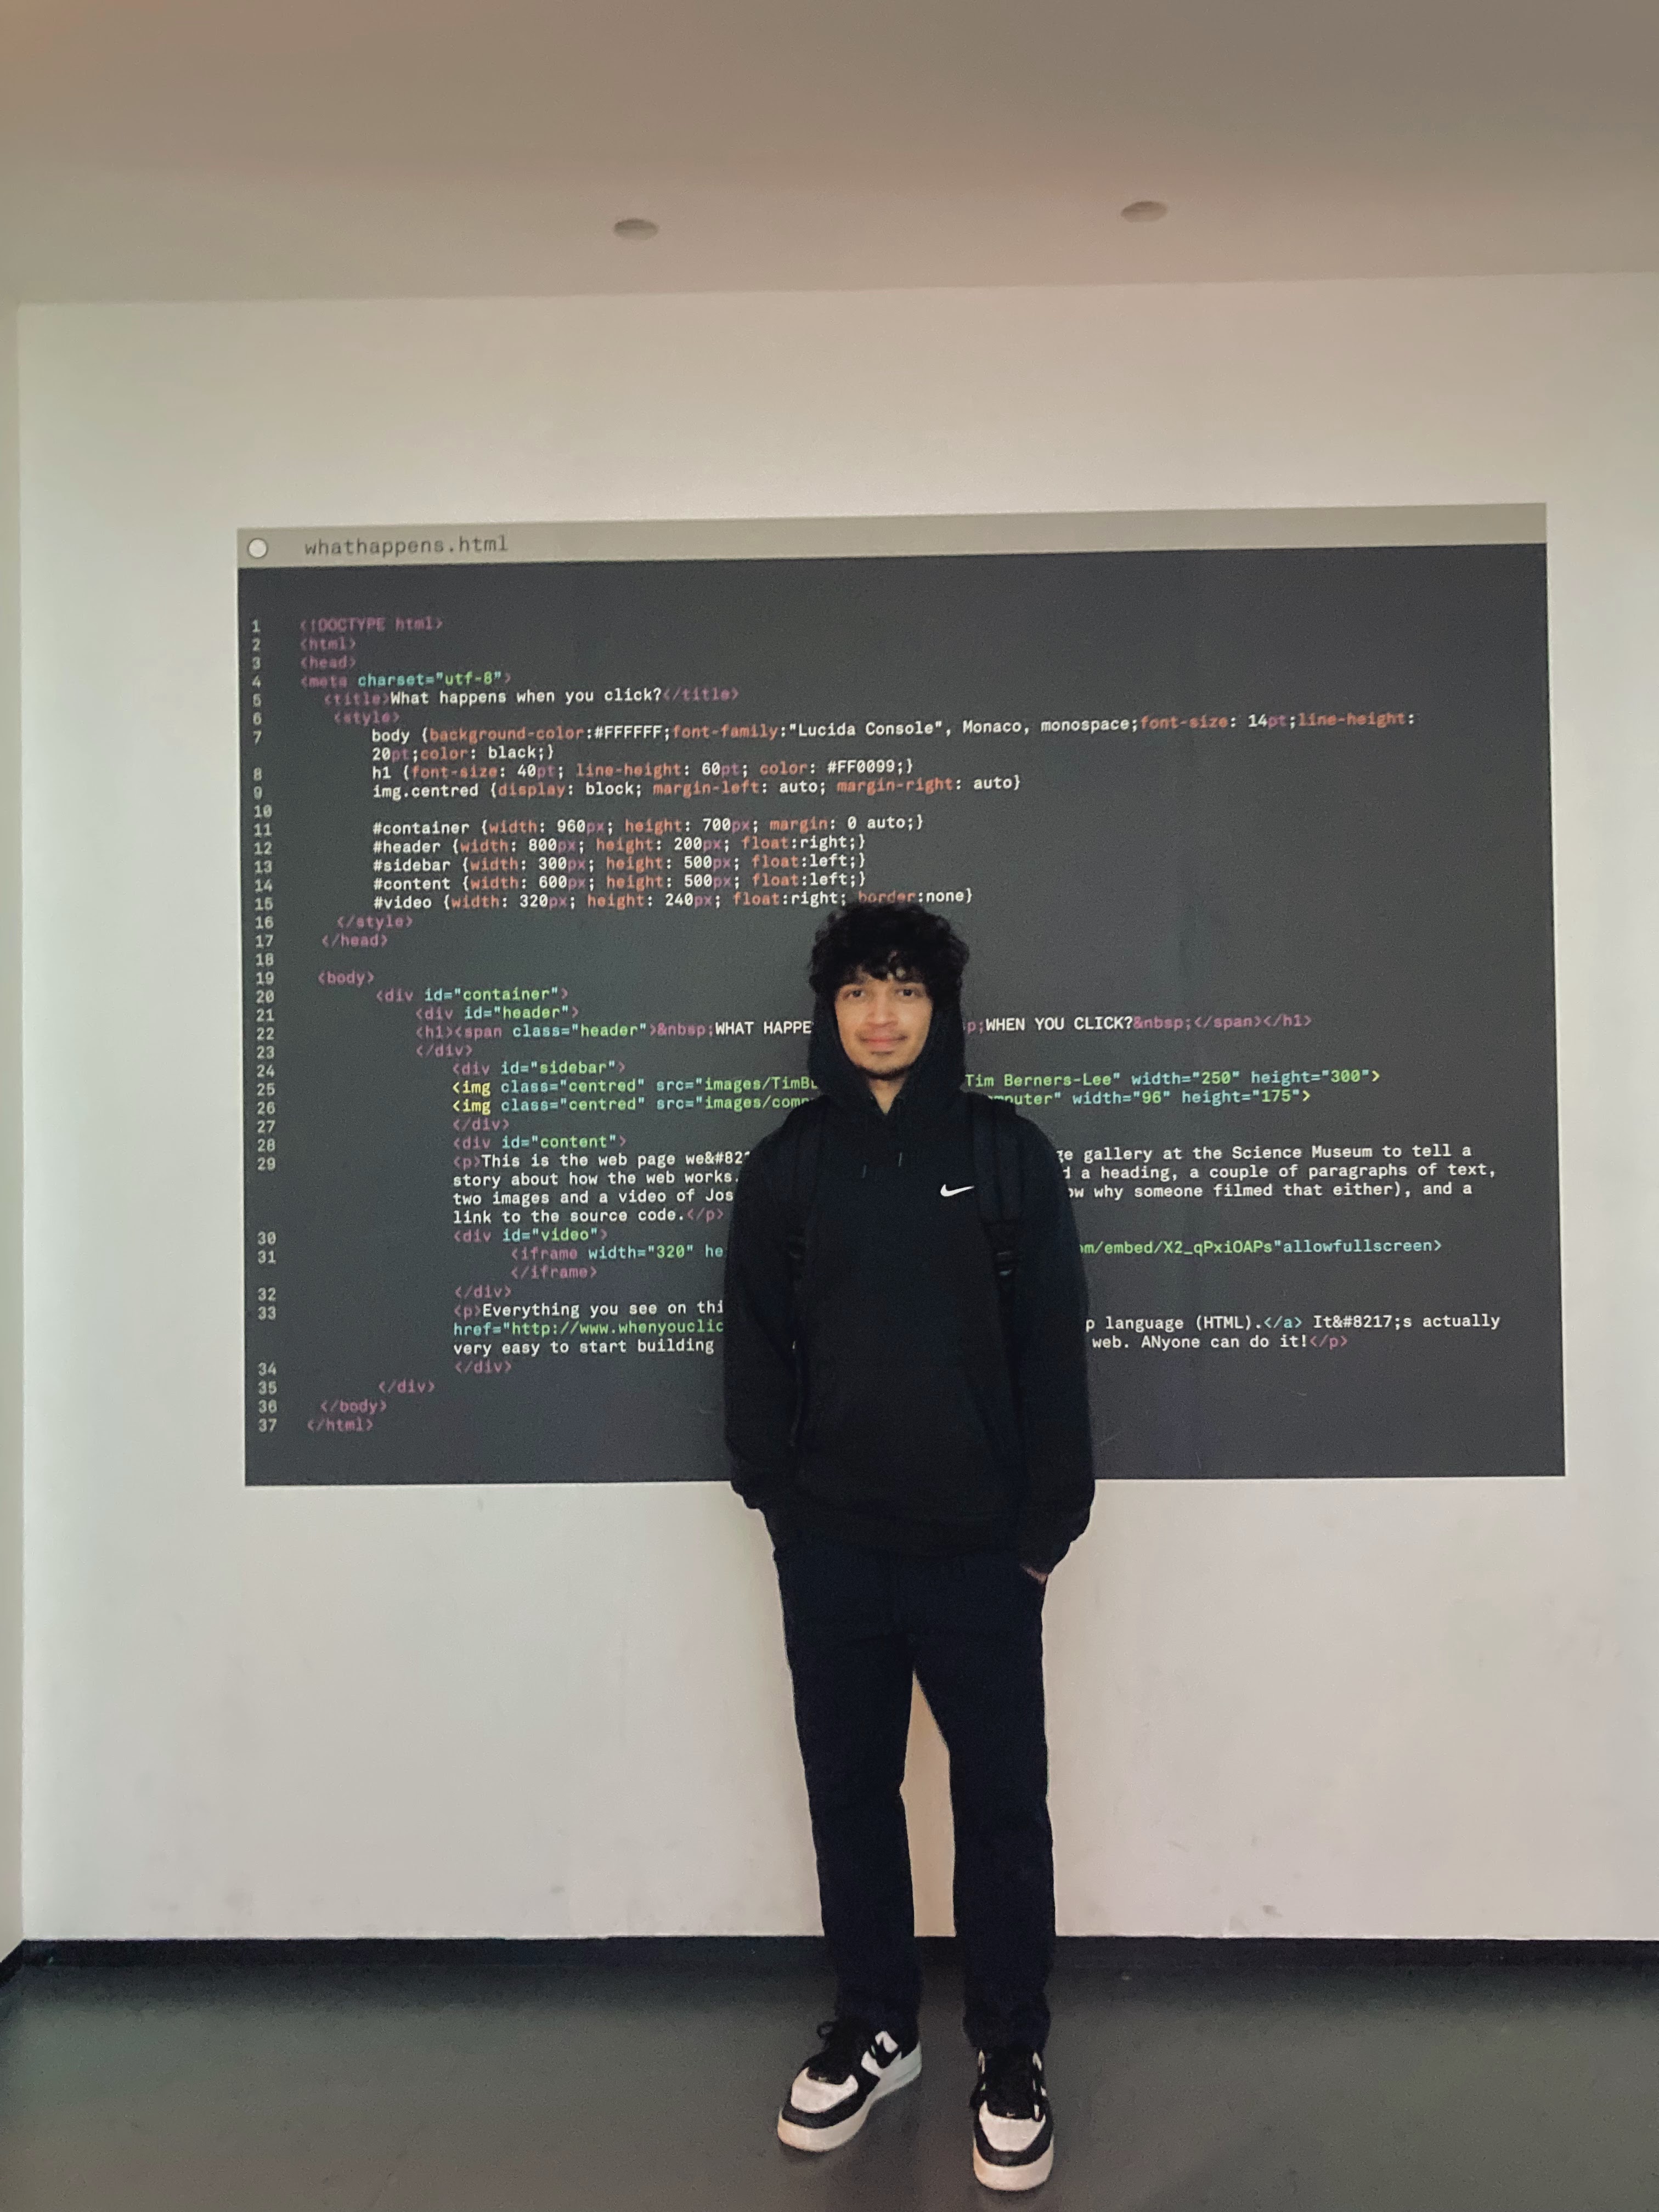 whathappens.html
1 <!DOCTYPE html>
2 <html>
3 <head>
4 <meta charset="utf-8">
5 <title>What happens when you click?</title>
6 <style>
7 body {background-color:#FFFFFF;font-family:"Lucida Console", Monaco, monospace;font-size: 14pt;line-height:
20pt;color: black;}
8 h1 {font-size: 40pt; line-height: 60pt; color: #FF0099;}
9 img.centred {display: block; margin-left: auto; margin-right: auto}
10
11 #container {width: 960px; height: 700px; margin: 0 auto;}
12 #header {width: 800px; height: 200px; float:right;}
13 #sidebar {width: 300px; height: 500px; float:left;}
14 #content {width: 600px; height: 500px; float:left;}
15 #video {width: 320px; height: 240px; float:right; border:none}
16 </style>
17 </head>
18
19 <body>
20 <div id="container">
21 <div id="header">
22 <h1><span class="header">&nbsp;WHAT HAPPE p;WHEN YOU CLICK?&nbsp;</span></h1>
23 </div>
24 <div id="sidebar">
25 <img class="centred" src="images/TimB Tim Berners-Lee" width="250" height="300">
26 <img class="centred" src="images/com puter" width="96" height="175">
27 </div>
28 <div id="content">
29 <p>This is the web page we&#82 ge gallery at the Science Museum to tell a
story about how the web works. d a heading, a couple of paragraphs of text,
two images and a video of Jos ow why someone filmed that either), and a
link to the source code.</p>
30 <div id="video">
31 <iframe width="320" he m/embed/X2_qPxiOAPs"allowfullscreen>
</iframe>
32 </div>
33 <p>Everything you see on thi p language (HTML).</a> It&#8217;s actually
href="http://www.whenyouclic
very easy to start building web. ANyone can do it!</p>
34 </div>
35 </div>
36 </body>
37 </html>